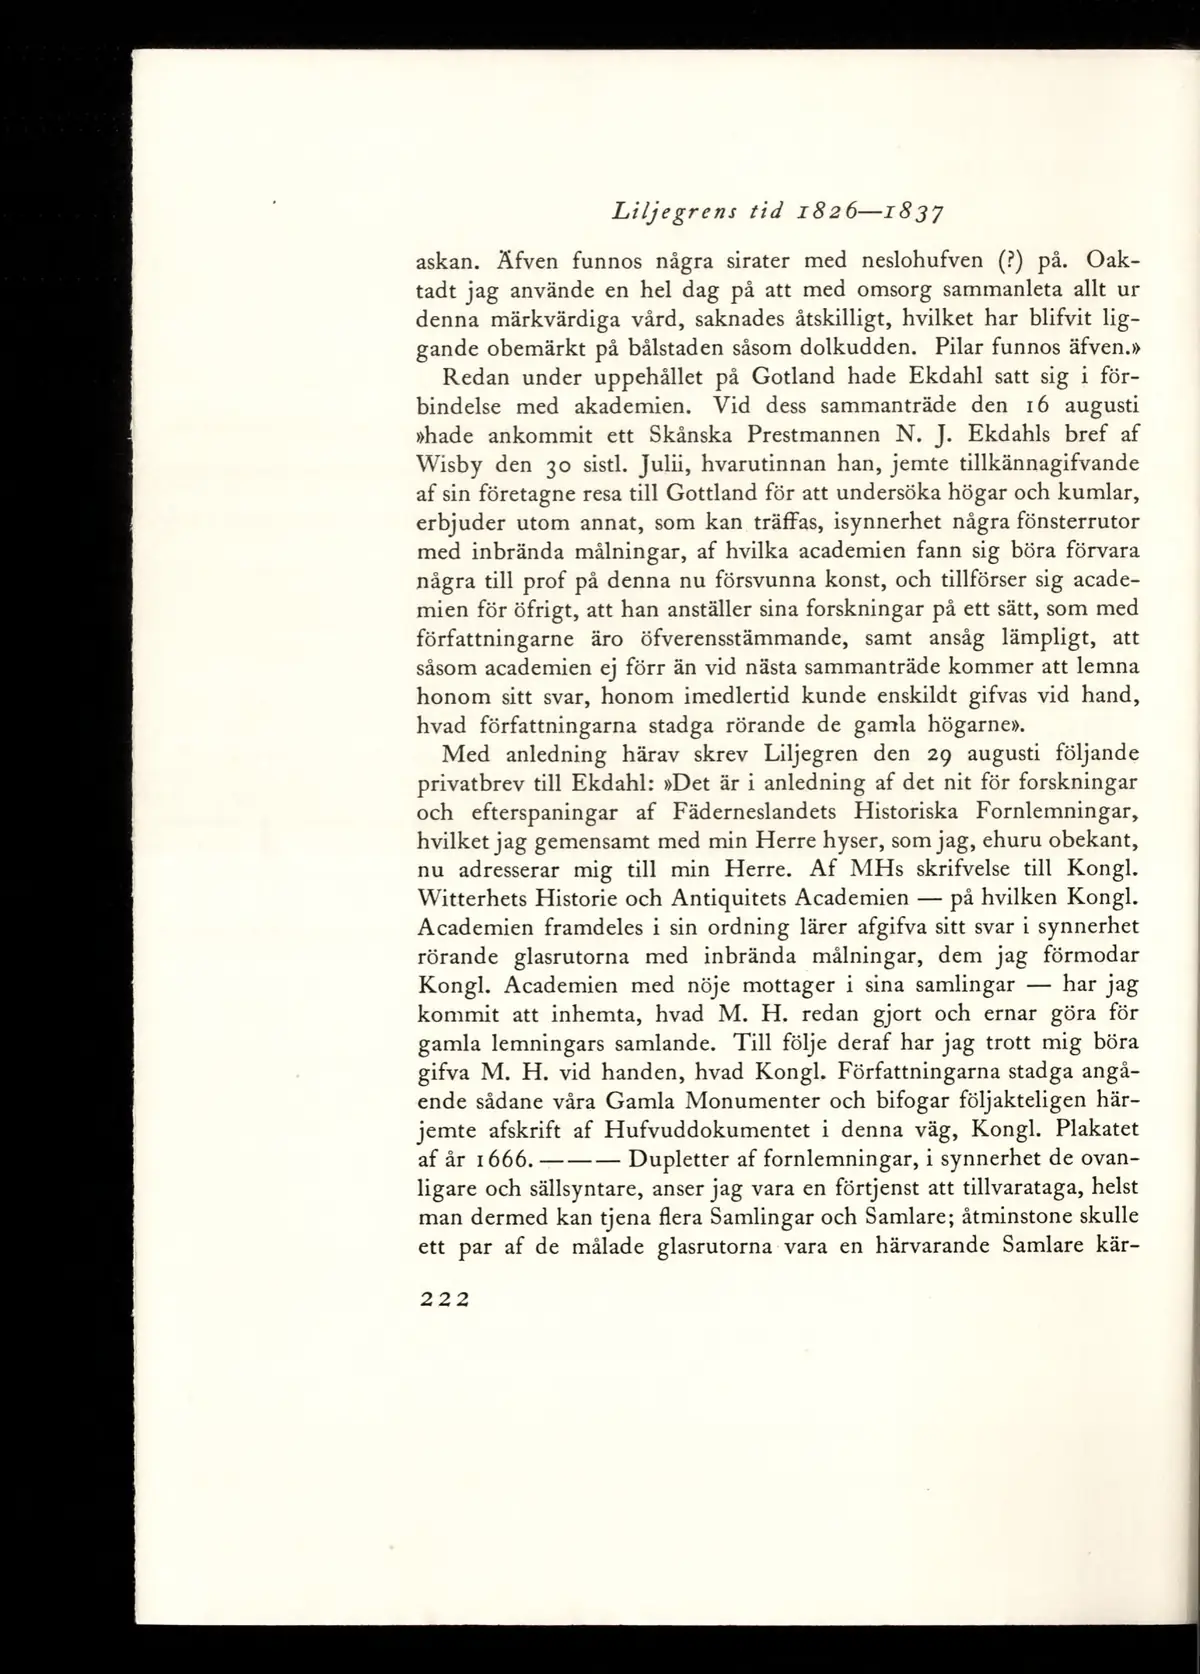 Liljegrens tid 1826—1837
askan. Äfven funnos några sirater med neslohufven (?) på. Oak-
tadt jag använde en hel dag på att med omsorg sammanleta allt ur
denna märkvärdiga vård, saknades åtskilligt, hvilket har blifvit lig-
gande obemärkt på bålstaden såsom dolkudden. Pilar funnos äfven.»
Redan under uppehållet på Gotland hade Ekdahl satt sig i för-
bindelse med akademien. Vid dess sammanträde den 16 augusti
»hade ankommit ett Skånska Prestmannen N. J. Ekdahls bref af
Wisby den 30 sistl. Julii, hvarutinnan han, jemte tillkännagifvande
af sin företagne resa till Gottland för att undersöka högar och kumlar,
erbjuder utom annat, som kan träffas, isynnerhet några fönsterrutor
med inbrända målningar, af hvilka academien fann sig böra förvara
några till prof på denna nu försvunna konst, och tillförser sig acade-
mien för öfrigt, att han anställer sina forskningar på ett sätt, som med
författningarne äro öfverensstämmande, samt ansåg lämpligt, att
såsom academien ej förr än vid nästa sammanträde kommer att lemna
honom sitt svar, honom imedlertid kunde enskildt gifvas vid hand,
hvad författningarna stadga rörande de gamla högarne».
Med anledning härav skrev Liljegren den 29 augusti följande
privatbrev till Ekdahl: »Det är i anledning af det nit för forskningar
och efterspaningar af Fäderneslandets Historiska Fornlemningar,
hvilket jag gemensamt med min Herre hyser, som jag, ehuru obekant,
nu adresserar mig till min Herre. Af MHs skrifvelse till Kongl.
Witterhets Historie och Antiquitets Academien — på hvilken Kongl.
Academien framdeles i sin ordning lärer afgifva sitt svar i synnerhet
rörande glasrutorna med inbrända målningar, dem jag förmodar
Kongl. Academien med nöje mottager i sina samlingar — har jag
kommit att inhemta, hvad M. H. redan gjort och ernar göra för
gamla lemningars samlande. Till följe deraf har jag trott mig böra
gifva M. H. vid handen, hvad Kongl. Författningarna stadga angå-
ende sådane våra Gamla Monumenter och bifogar följakteligen här-
jemte afskrift af Hufvuddokumentet i denna väg, Kongl. Plakatet
af år 1666. — — — Dupletter af fornlemningar, i synnerhet de ovan-
ligare och sällsyntare, anser jag vara en förtjenst att tillvarataga, helst
man dermed kan tjena flera Samlingar och Samlare; åtminstone skulle
ett par af de målade glasrutorna vara en härvarande Samlare kär-
222